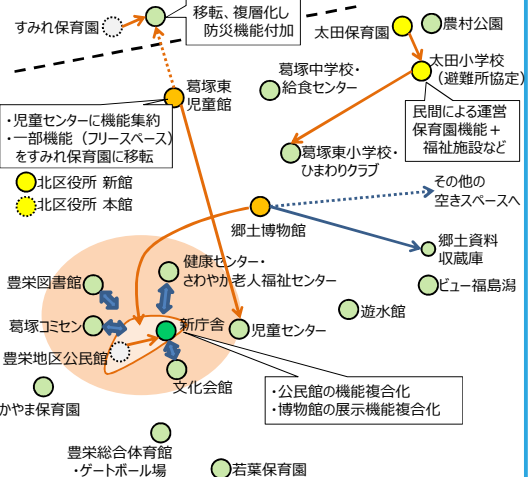 移転、複層化し
防災機能付加
すみれ保育園
太田保育園
農村公園
太田小学校
(避難所協定)
葛塚中学校・
給食センター
葛塚東
児童館
・児童センターに機能集約
・一部機能(フリースペース)
をすみれ保育園に移転
民間による運営
保育園機能+
福祉施設など
葛塚東小学校・
ひまわりクラブ
北区役所 新館
北区役所 本館
その他の
空きスペースへ
郷土博物館
郷土資料
収蔵庫
健康センター・
さわやか老人福祉センター
豊栄図書館
ビュー福島潟
遊水館
葛塚コミセン
新庁舎
児童センター
豊栄地区公民館
文化会館
・公民館の機能複合化
・博物館の展示機能複合化
かやま保育園
豊栄総合体育館
・ゲートボール場
若葉保育園